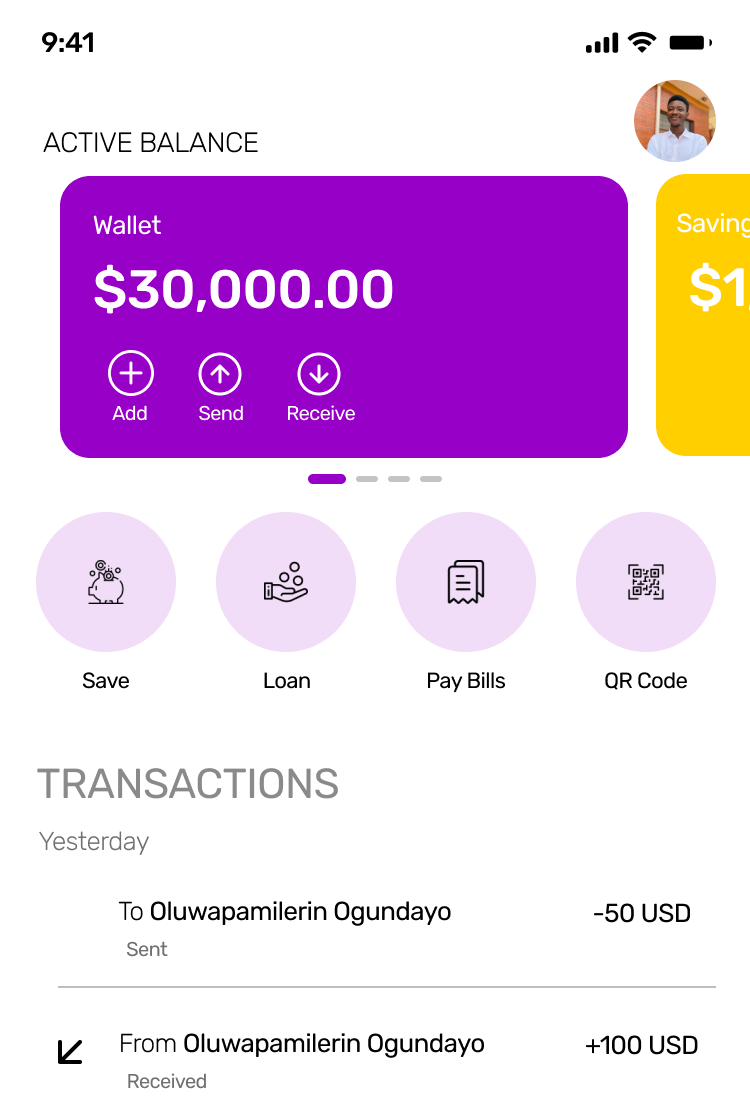 9:41
ACTIVE BALANCE
Wallet
$30,000.00
Add Send Receive
Saving
$1,
Save Loan Pay Bills QR Code
TRANSACTIONS
Yesterday
To Oluwapamilerin Ogundayo -50 USD
Sent
From Oluwapamilerin Ogundayo +100 USD
Received